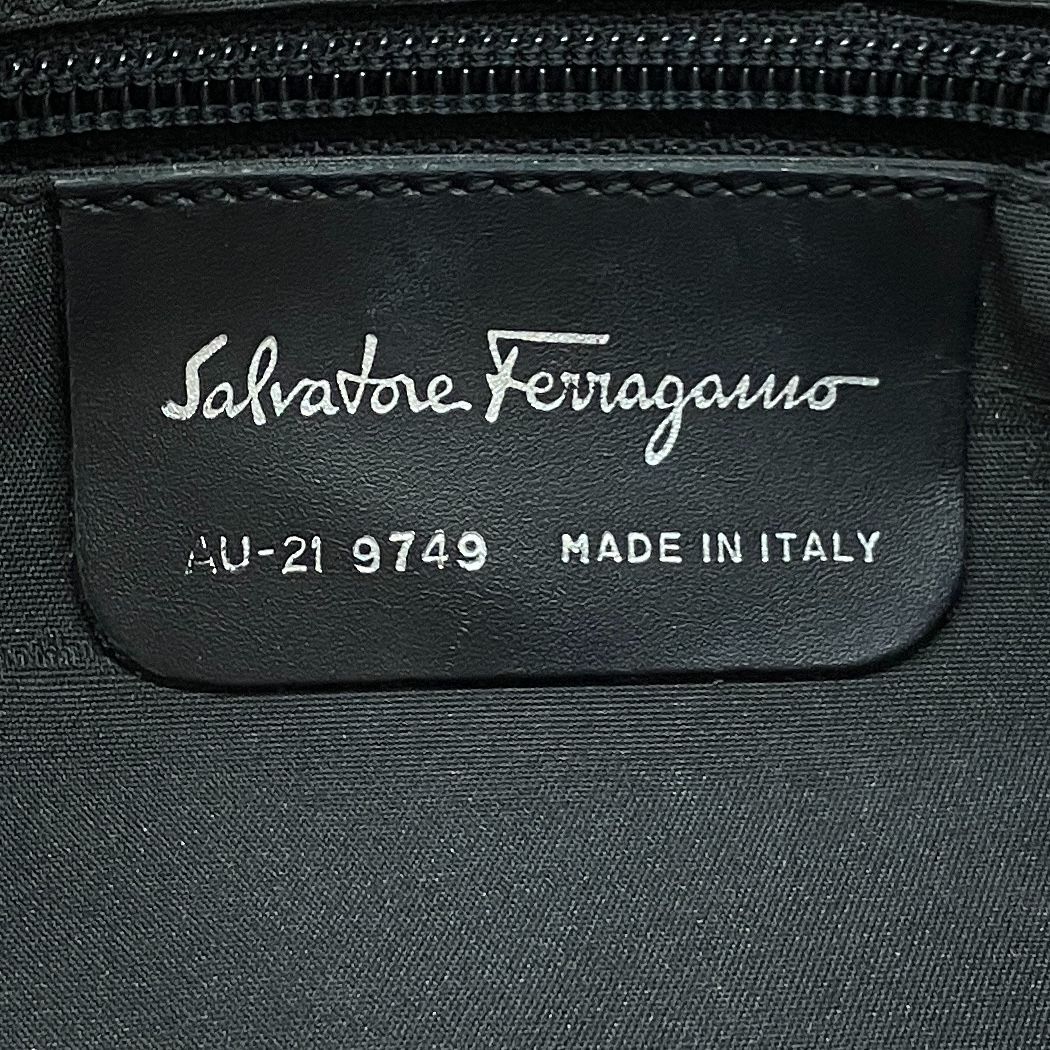 Salvatore Ferragamo
AU-21 9749 MADE IN ITALY